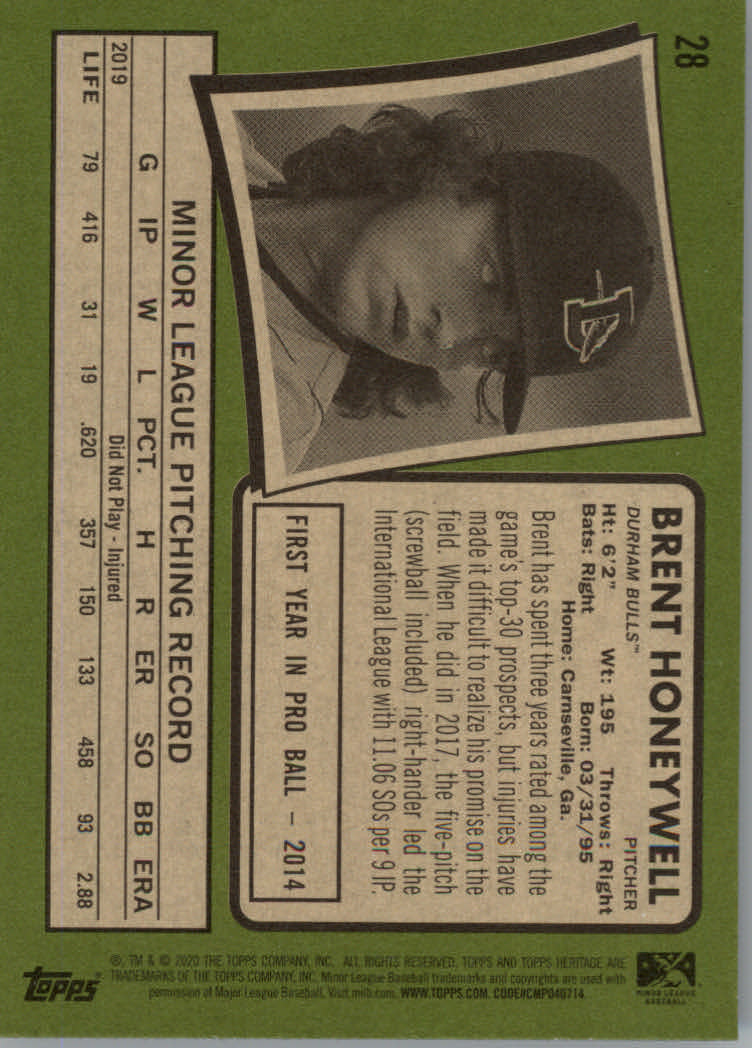 28
BRENT HONEYWELL
DURHAM BULLS™ PITCHER
Ht: 6'2" Wt: 195 Throws: Right
Bats: Right Born: 03/31/95
Home: Carnseville, Ga.
Brent has spent three years rated among the
game's top-30 prospects, but injuries have
made it difficult to realize his promise on the
field. When he did in 2017, the five-pitch
(screwball included) right-hander led the
International League with 11.06 SOs per 9 IP.
FIRST YEAR IN PRO BALL – 2014
MINOR LEAGUE PITCHING RECORD
G IP W L PCT. H R ER SO BB ERA
2019 Did Not Play - Injured
LIFE 79 416 31 19 .620 357 150 133 458 93 2.88
MINOR LEAGUE
BASEBALL
®, TM & © 2020 THE TOPPS COMPANY, INC. ALL RIGHTS RESERVED. TOPPS AND TOPPS HERITAGE ARE
TRADEMARKS OF THE TOPPS COMPANY, INC. Minor League Baseball trademarks and copyrights are used with
permission of Major League Baseball. Visit milb.com. WWW.TOPPS.COM. CODE#CMP040714
topps®